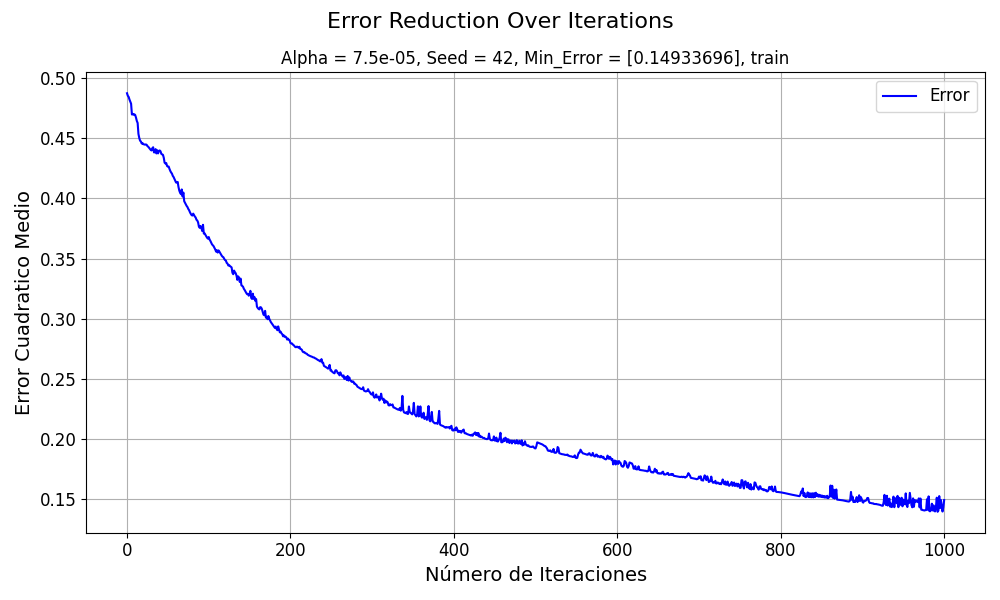 Error Reduction Over Iterations
Alpha = 7.5e-05, Seed = 42, Min_Error = [0.14933696], train
Error
Error Cuadratico Medio
0.50
0.45
0.40
0.35
0.30
0.25
0.20
0.15
0
200
400
600
800
1000
Número de Iteraciones